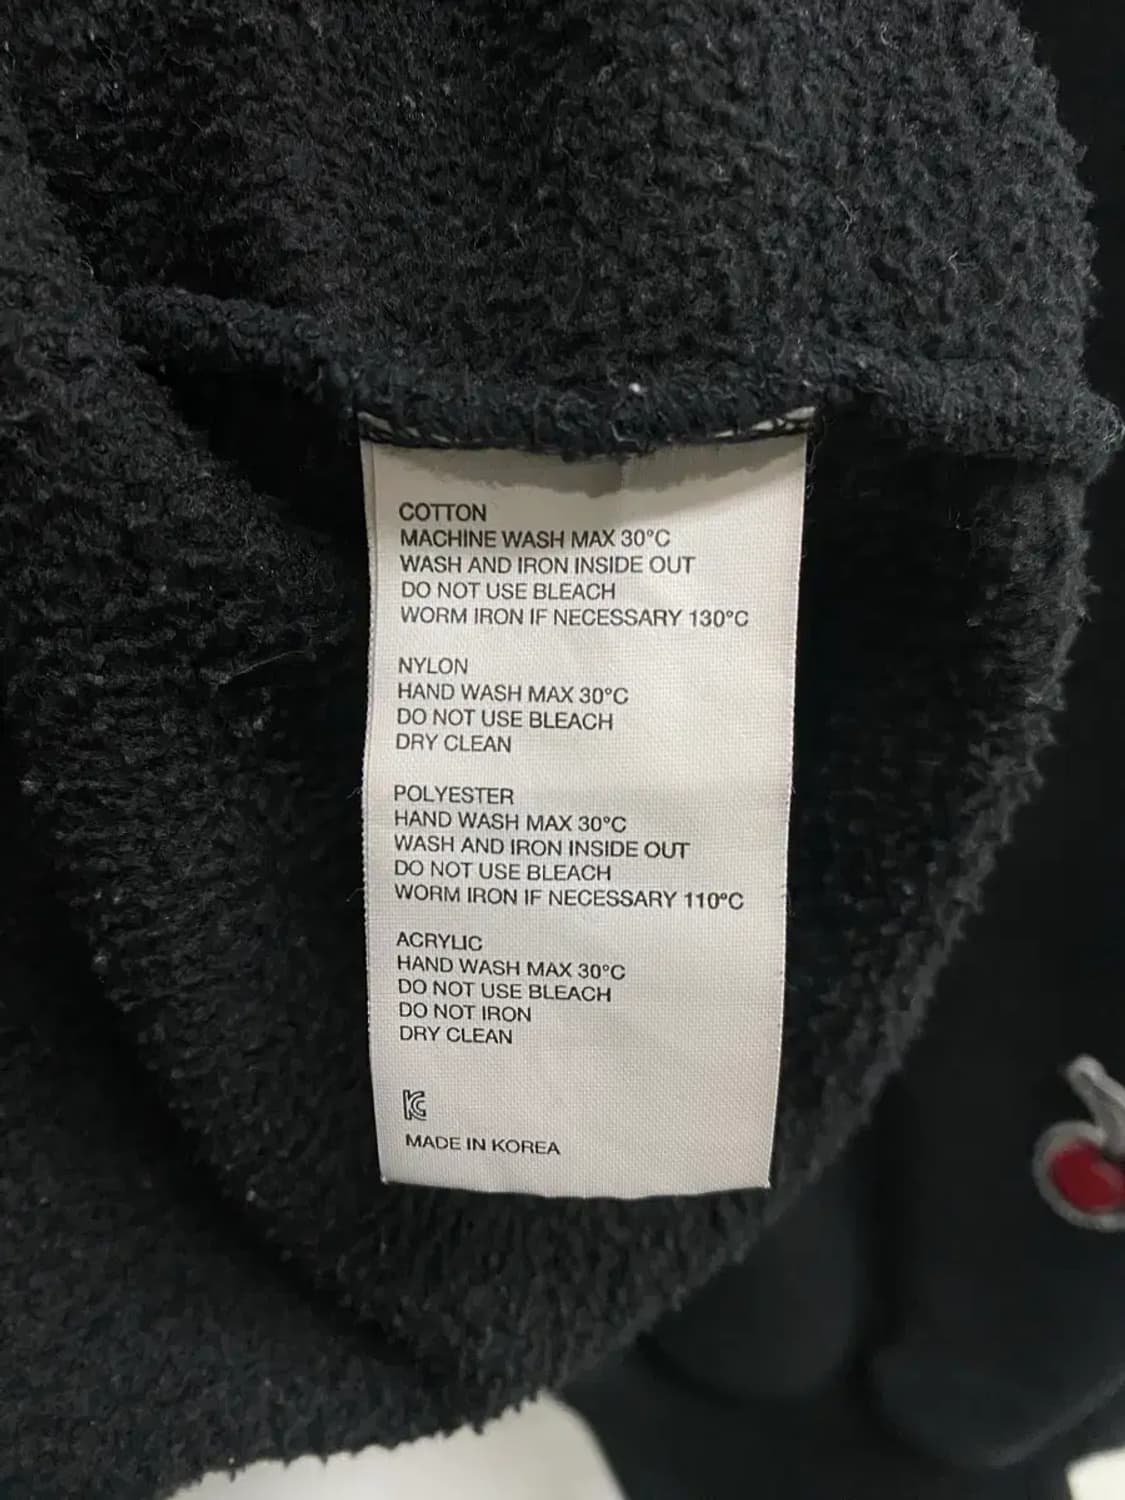 COTTON
MACHINE WASH MAX 30°C
WASH AND IRON INSIDE OUT
DO NOT USE BLEACH
WORM IRON IF NECESSARY 130°C
NYLON
HAND WASH MAX 30°C
DO NOT USE BLEACH
DRY CLEAN
POLYESTER
HAND WASH MAX 30°C
WASH AND IRON INSIDE OUT
DO NOT USE BLEACH
WORM IRON IF NECESSARY 110°C
ACRYLIC
HAND WASH MAX 30°C
DO NOT USE BLEACH
DO NOT IRON
DRY CLEAN
KC
MADE IN KOREA